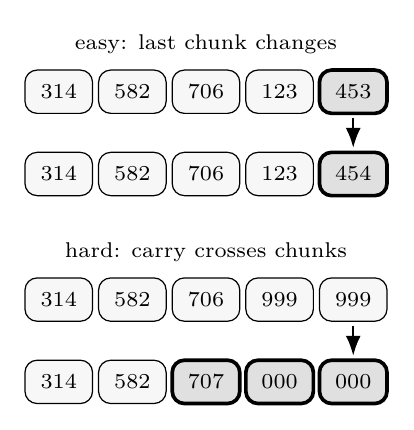 easy: last chunk changes
314 582 706 123 453
314 582 706 123 454
hard: carry crosses chunks
314 582 706 999 999
314 582 707 000 000